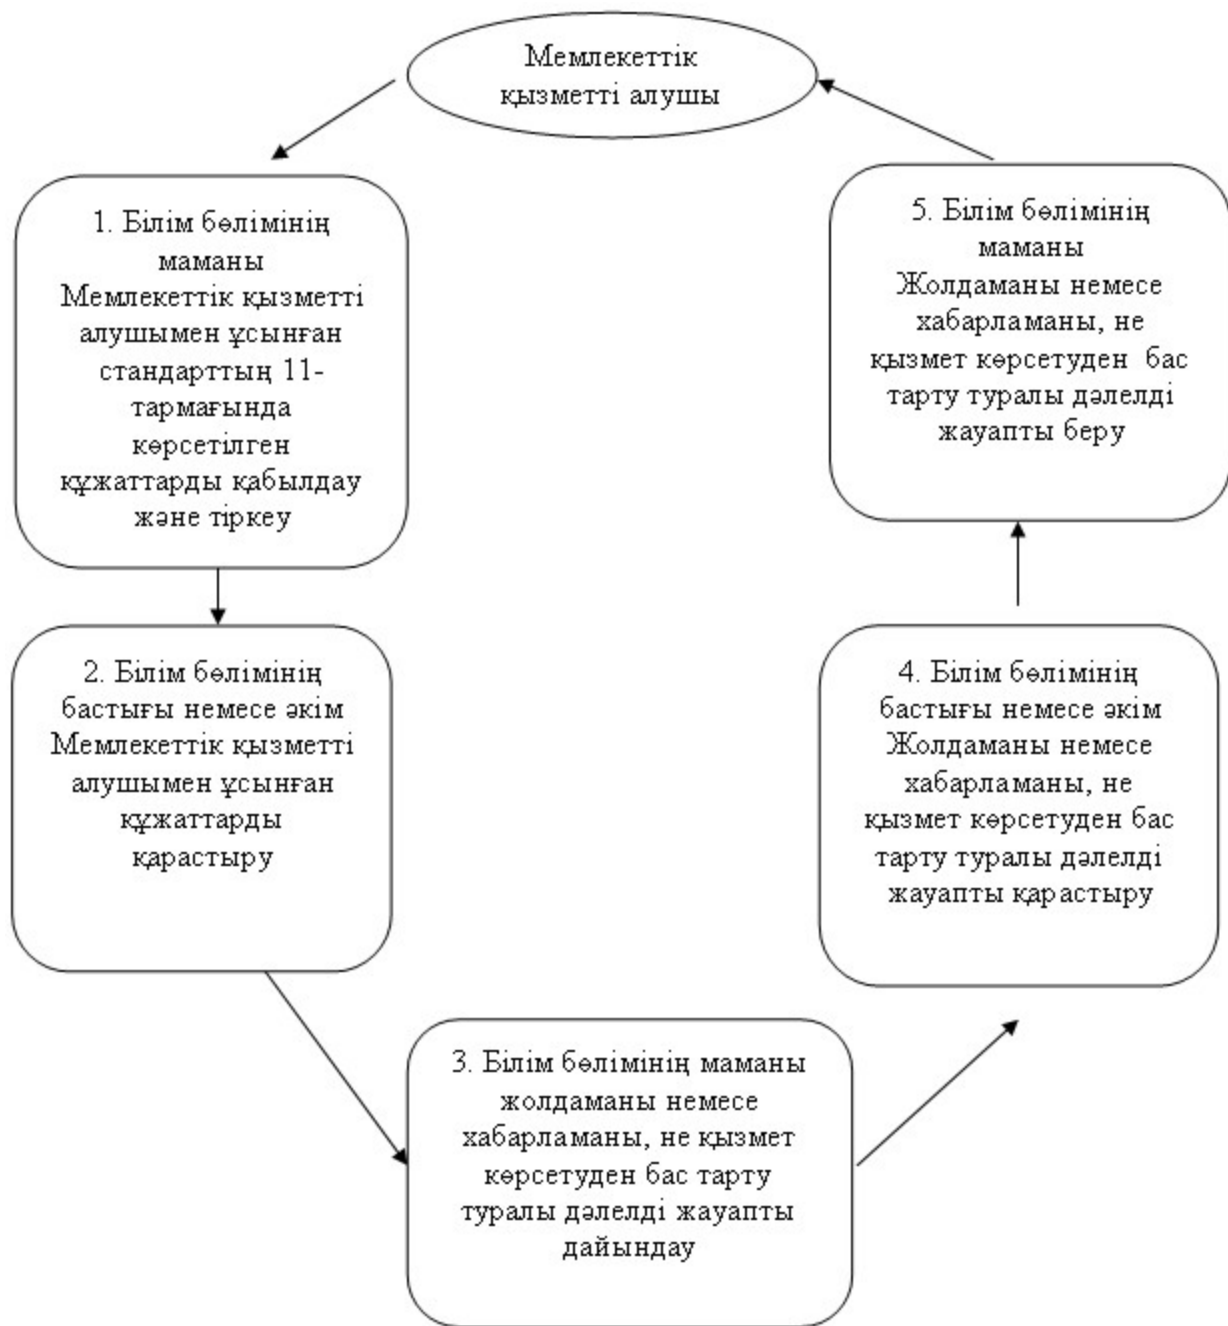 Мемлекеттік
қызметті алушы
1. Білім бөлімінің
маманы
Мемлекеттік қызметті
алушымен ұсынған
стандарттың 11-
тармағында
көрсетілген
құжаттарды қабылдау
және тіркеу
2. Білім бөлімінің
бастығы немесе әкім
Мемлекеттік қызметті
алушымен ұсынған
құжаттарды
қарастыру
3. Білім бөлімінің маманы
жолдаманы немесе
хабарламаны, не қызмет
көрсетуден бас тарту
туралы дәлелді жауапты
дайындау
4. Білім бөлімінің
бастығы немесе әкім
Жолдаманы немесе
хабарламаны, не
қызмет көрсетуден бас
тарту туралы дәлелді
жауапты қарастыру
5. Білім бөлімінің
маманы
Жолдаманы немесе
хабарламаны, не
қызмет көрсетуден  бас
тарту туралы дәлелді
жауапты беру